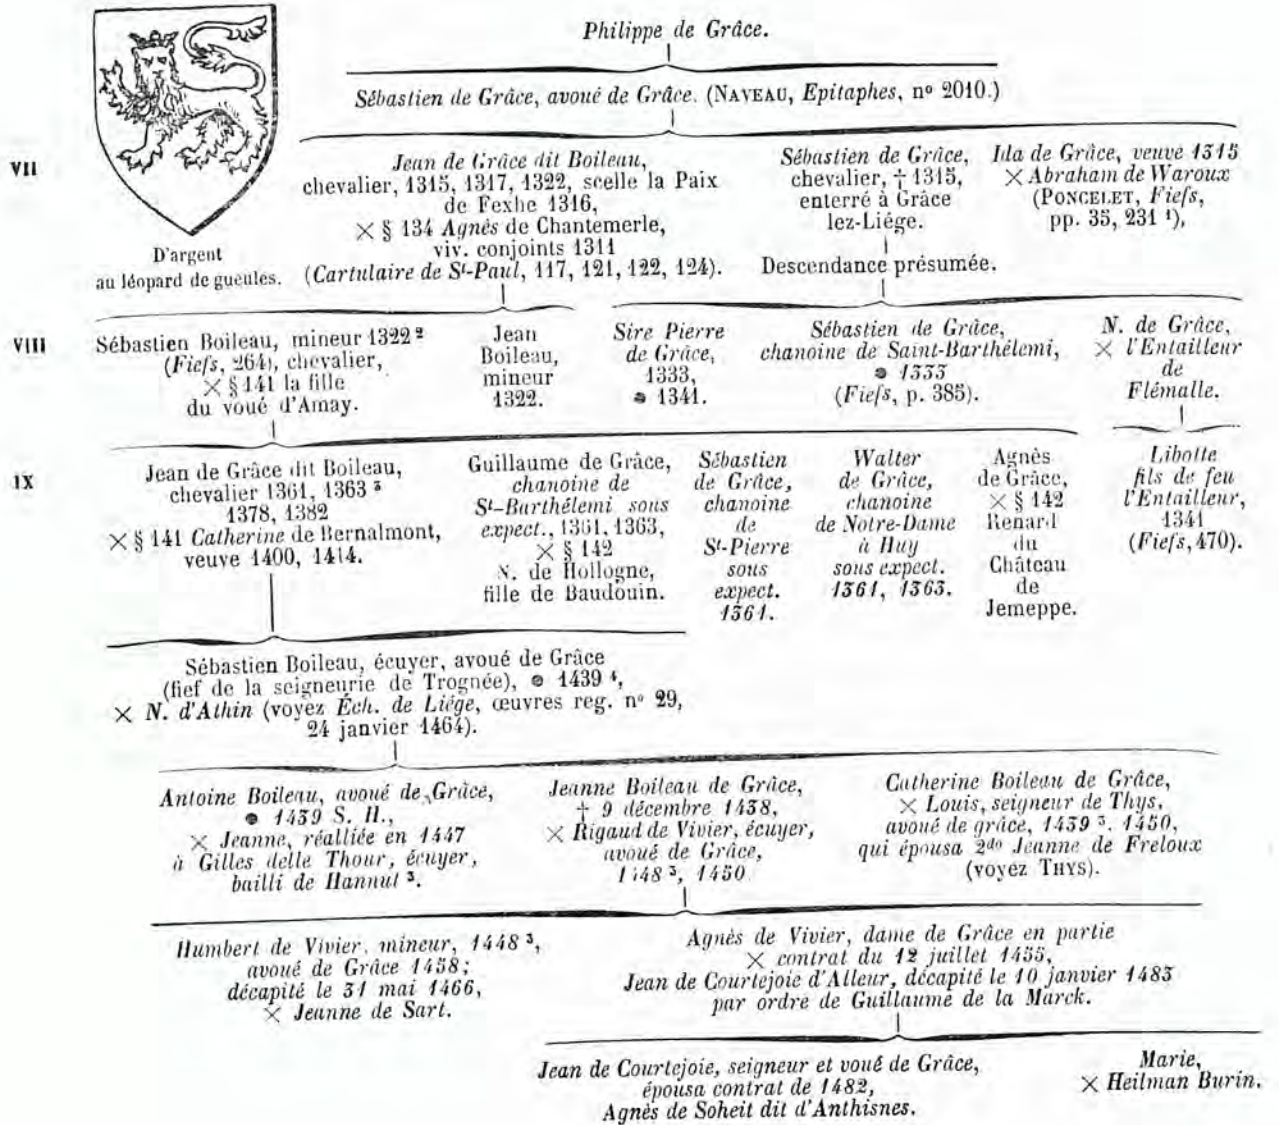 Philippe de Grâce.
Sébastien de Grâce, avoué de Grâce. (NAVEAU, Epitaphes, nº 2010.)
D'argent
au léopard de gueules.
VII
Jean de Grâce dit Boileau,
chevalier, 1315, 1317, 1322, scelle la Paix
de Fexhe 1316,
× § 134 Agnès de Chantemerle,
viv. conjoints 1311
(Cartulaire de St-Paul, 117, 121, 122, 124).
Sébastien de Grâce,
chevalier, † 1315,
enterré à Grâce
lez-Liége.
Descendance présumée.
Ida de Grâce, veuve 1315
× Abraham de Waroux
(PONCELET, Fiefs,
pp. 35, 231 ¹),
VIII
Sébastien Boileau, mineur 1322 ²
(Fiefs, 264), chevalier,
× § 141 la fille
du voué d'Amay.
Jean
Boileau,
mineur
1322.
Sire Pierre
de Grâce,
1333,
● 1341.
Sébastien de Grâce,
chanoine de Saint-Barthélemi,
● 1333
(Fiefs, p. 385).
N. de Grâce,
× l'Entailleur
de
Flémalle.
IX
Jean de Grâce dit Boileau,
chevalier 1361, 1363 ³
1378, 1382
× § 141 Catherine de Bernalmont,
veuve 1400, 1414.
Guillaume de Grâce,
chanoine de
St-Barthélemi sous
expect., 1361, 1363,
× § 142
N. de Hollogne,
fille de Baudouin.
Sébastien
de Grâce,
chanoine
de
St-Pierre
sous
expect.
1361.
Walter
de Grâce,
chanoine
de Notre-Dame
à Huy
sous expect.
1361, 1363.
Agnès
de Grâce,
× § 142
Renard
du
Château
de
Jemeppe.
Libotte
fils de feu
l'Entailleur,
1341
(Fiefs, 470).
Sébastien Boileau, écuyer, avoué de Grâce
(fief de la seigneurie de Trognée), ● 1439 ⁴,
× N. d'Athin (voyez Éch. de Liége, œuvres reg. nº 29,
24 janvier 1464).
Antoine Boileau, avoué de Grâce,
● 1439 S. H.,
× Jeanne, réalliée en 1447
à Gilles delle Thour, écuyer,
bailli de Hannut ³.
Jeanne Boileau de Grâce,
† 9 décembre 1438,
× Rigaud de Vivier, écuyer,
avoué de Grâce,
1448 ³, 1450
Catherine Boileau de Grâce,
× Louis, seigneur de Thys,
avoué de grâce, 1439 ³. 1450,
qui épousa 2do Jeanne de Freloux
(voyez THYS).
Humbert de Vivier, mineur, 1448 ³,
avoué de Grâce 1458;
décapité le 31 mai 1466,
× Jeanne de Sart.
Agnès de Vivier, dame de Grâce en partie
× contrat du 12 juillet 1455,
Jean de Courtejoie d'Alleur, décapité le 10 janvier 1483
par ordre de Guillaume de la Marck.
Jean de Courtejoie, seigneur et voué de Grâce,
épousa contrat de 1482,
Agnès de Soheit dit d'Anthisnes.
Marie,
× Heilman Burin.